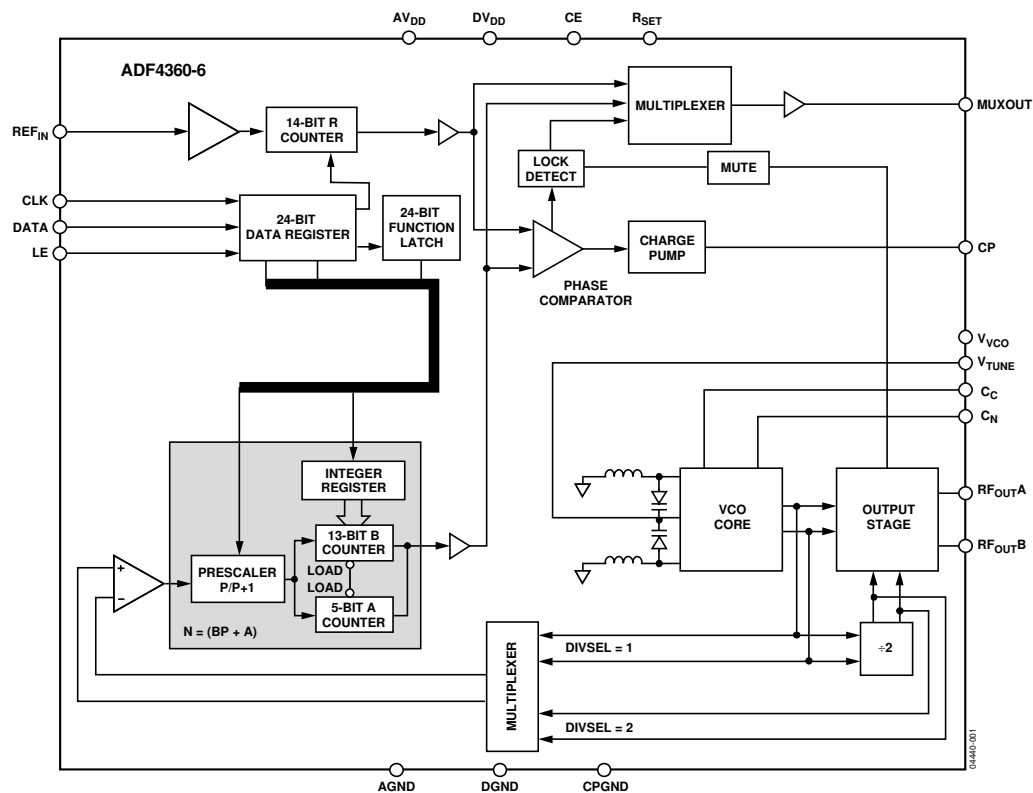 AVDD
DVDD
CE
RSET
ADF4360-6
MULTIPLEXER
MUXOUT
REFIN
14-BIT R
COUNTER
LOCK
DETECT
MUTE
CLK
DATA
LE
24-BIT
DATA REGISTER
24-BIT
FUNCTION
LATCH
CHARGE
PUMP
CP
PHASE
COMPARATOR
VVCO
VTUNE
CC
CN
INTEGER
REGISTER
13-BIT B
COUNTER
LOAD
LOAD
5-BIT A
COUNTER
PRESCALER
P/P+1
+
−
N = (BP + A)
VCO
CORE
OUTPUT
STAGE
RFOUTA
RFOUTB
MULTIPLEXER
DIVSEL = 1
DIVSEL = 2
÷2
04440-001
AGND
DGND
CPGND